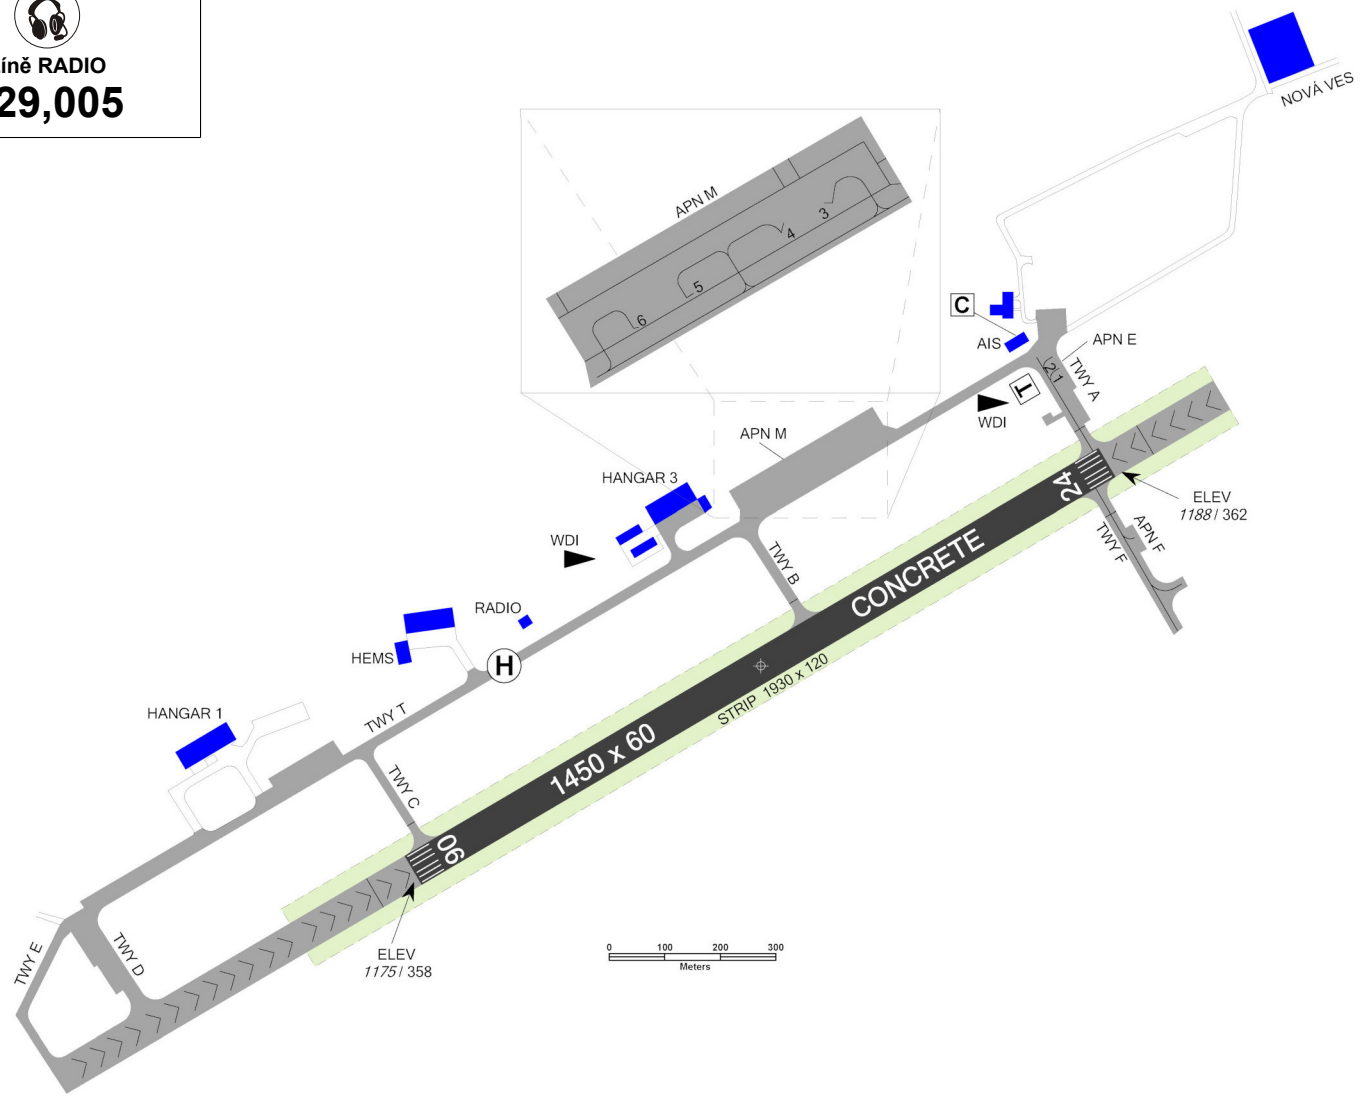 íně RADIO
29,005
NOVÁ VES
APN M
3
4
5
6
C
AIS
APN E
2
1
TWY A
T
WDI
APN M
HANGAR 3
24
ELEV
1188 / 362
WDI
TWY B
CONCRETE
TWY F
APN F
RADIO
HEMS
H
STRIP 1930 x 120
HANGAR 1
TWY T
1450 x 60
TWY C
06
TWY E
TWY D
ELEV
1175 / 358
0 100 200 300
Meters